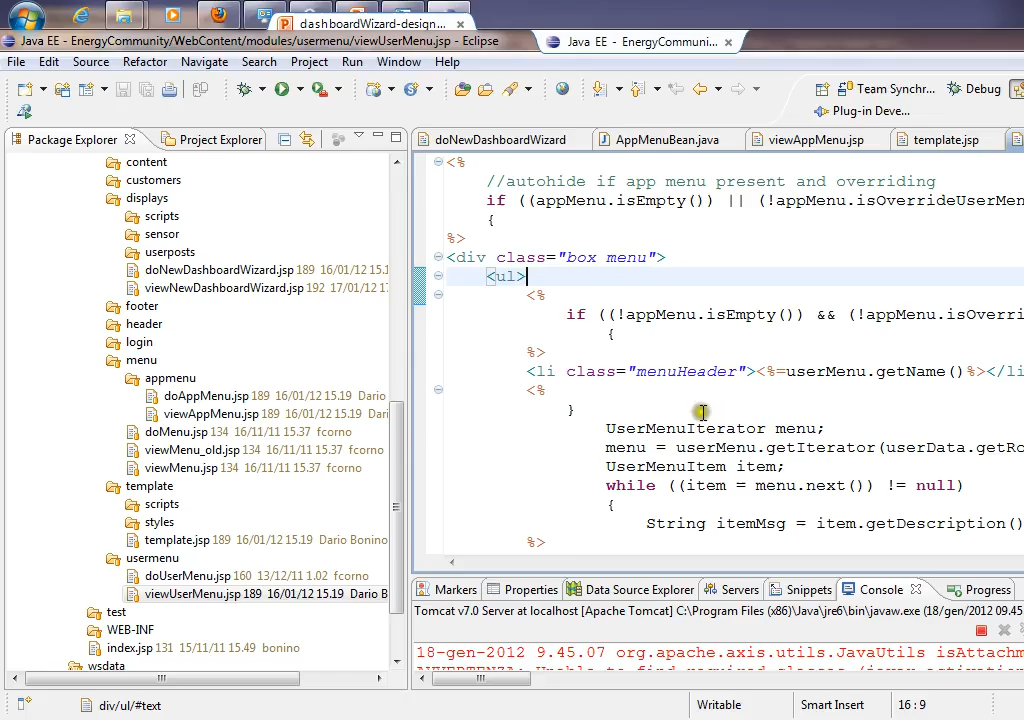 dashboardWizard-design...
Java EE - EnergyCommunity/WebContent/modules/usermenu/viewUserMenu.jsp - Eclipse
Java EE - EnergyCommuni...
File Edit Source Refactor Navigate Search Project Run Window Help
Team Synchr... Debug
Plug-in Deve...
Package Explorer Project Explorer
doNewDashboardWizard AppMenuBean.java viewAppMenu.jsp template.jsp
content
customers
displays
scripts
sensor
userposts
doNewDashboardWizard.jsp 189 16/01/12 15.1
viewNewDashboardWizard.jsp 192 17/01/12
footer
header
login
menu
appmenu
doAppMenu.jsp 189 16/01/12 15.19 Dario
viewAppMenu.jsp 189 16/01/12 15.19 Dari
doMenu.jsp 134 16/11/11 15.37 fcorno
viewMenu_old.jsp 134 16/11/11 15.37 fcorno
viewMenu.jsp 134 16/11/11 15.37 fcorno
template
scripts
styles
template.jsp 189 16/01/12 15.19 Dario Bonino
usermenu
doUserMenu.jsp 160 13/12/11 1.02 fcorno
viewUserMenu.jsp 189 16/01/12 15.19 Dario B
test
WEB-INF
index.jsp 131 15/11/11 15.49 bonino
wsdata
<%
//autohide if app menu present and overriding
if ((appMenu.isEmpty()) || (!appMenu.isOverrideUserMen
{
%>
<div class="box menu">
<ul>
<%
if ((!appMenu.isEmpty()) && (!appMenu.isOverri
{
%>
<li class="menuHeader"><%=userMenu.getName()%></li
<%
}
UserMenuIterator menu;
menu = userMenu.getIterator(userData.getRo
UserMenuItem item;
while ((item = menu.next()) != null)
{
String itemMsg = item.getDescription()
%>
Markers Properties Data Source Explorer Servers Snippets Console Progress
Tomcat v7.0 Server at localhost [Apache Tomcat] C:\Program Files (x86)\Java\jre6\bin\javaw.exe (18/gen/2012 09.45
18-gen-2012 9.45.07 org.apache.axis.utils.JavaUtils isAttachm
AVVERTENZA: Unable to find required classes (javax.activation
div/ul/#text Writable Smart Insert 16 : 9